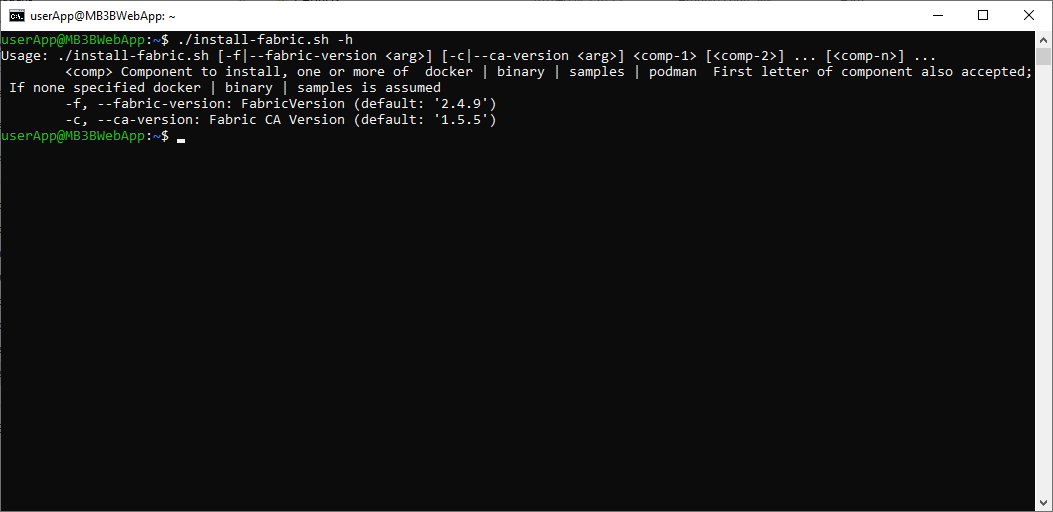 userApp@MB3BWebApp: ~
userApp@MB3BWebApp:~$ ./install-fabric.sh -h
Usage: ./install-fabric.sh [-f|--fabric-version <arg>] [-c|--ca-version <arg>] <comp-1> [<comp-2>] ... [<comp-n>] ...
        <comp> Component to install, one or more of  docker | binary | samples | podman  First letter of component also accepted;
 If none specified docker | binary | samples is assumed
        -f, --fabric-version: FabricVersion (default: '2.4.9')
        -c, --ca-version: Fabric CA Version (default: '1.5.5')
userApp@MB3BWebApp:~$